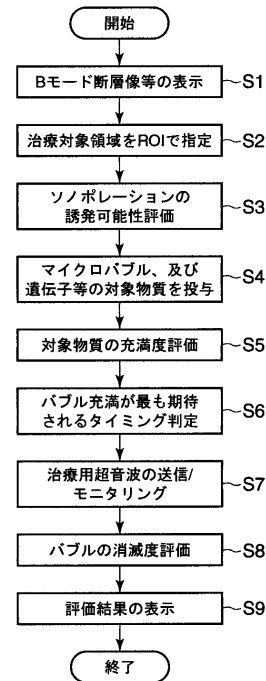 開始
Bモード断層像等の表示 S1
治療対象領域をROIで指定 S2
ソノポレーションの
誘発可能性評価 S3
マイクロバブル、及び
遺伝子等の対象物質を投与 S4
対象物質の充満度評価 S5
バブル充満が最も期待
されるタイミング判定 S6
治療用超音波の送信/
モニタリング S7
バブルの消滅度評価 S8
評価結果の表示 S9
終了